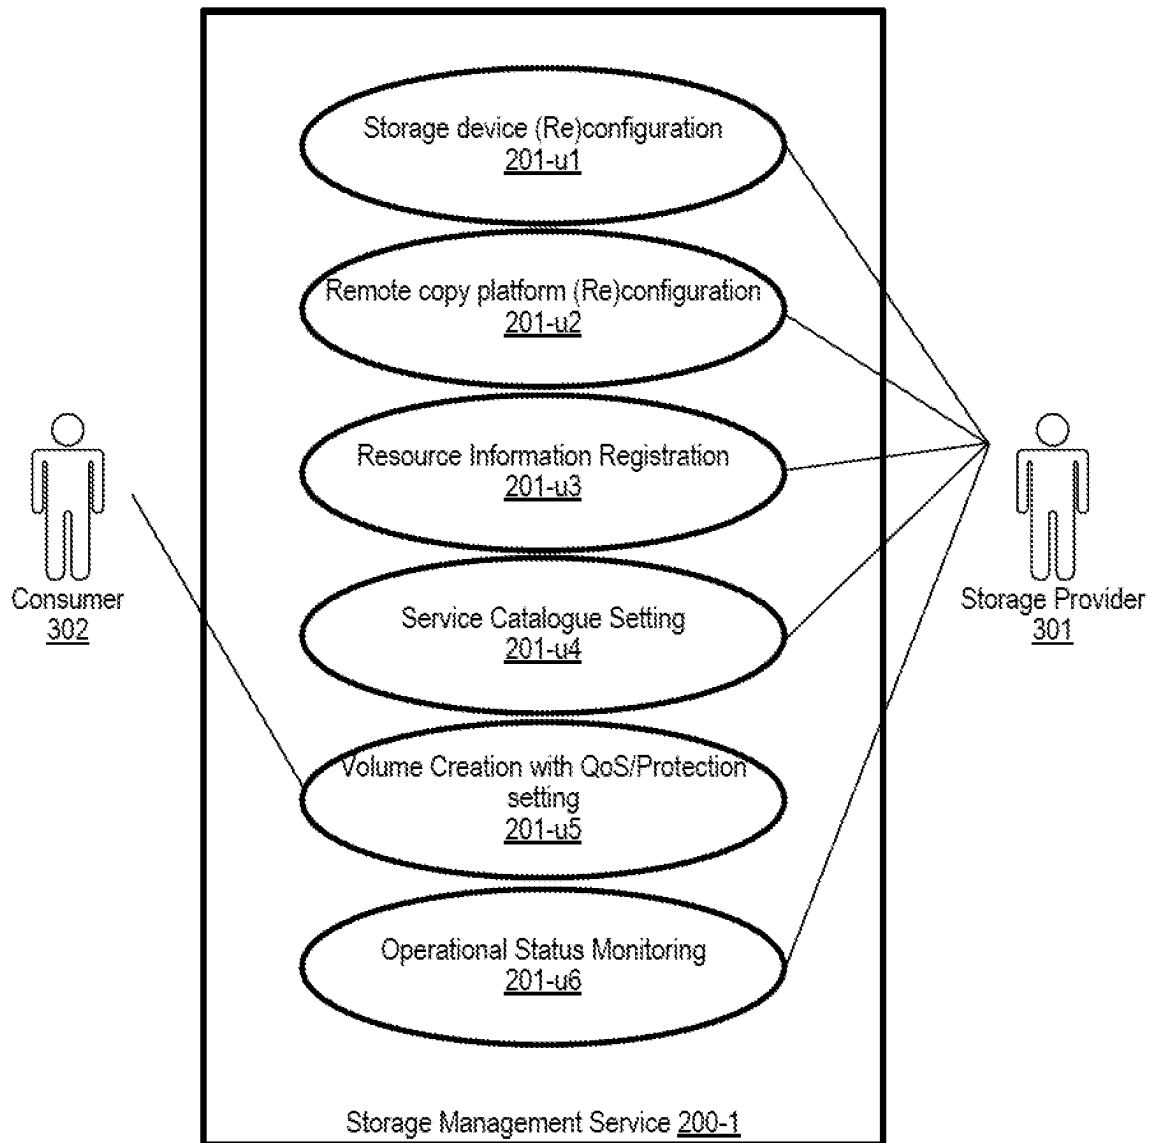 Storage device (Re)configuration
201-u1
Remote copy platform (Re)configuration
201-u2
Resource Information Registration
201-u3
Consumer
302
Storage Provider
301
Service Catalogue Setting
201-u4
Volume Creation with QoS/Protection
setting
201-u5
Operational Status Monitoring
201-u6
Storage Management Service 200-1